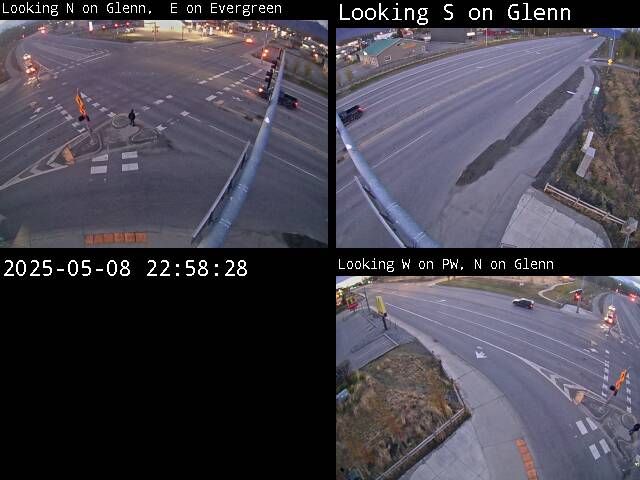 Looking N on Glenn,  E on Evergreen
Looking S on Glenn
2025-05-08 22:58:28
Looking W on PW, N on Glenn